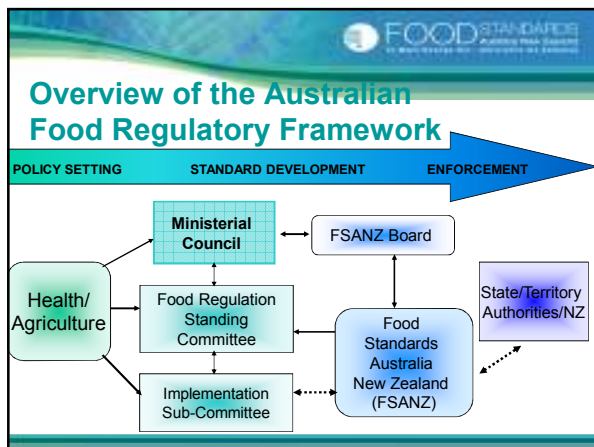 FOOD STANDARDS
Overview of the Australian
Food Regulatory Framework
POLICY SETTING STANDARD DEVELOPMENT ENFORCEMENT
Ministerial
Council
FSANZ Board
Health/
Agriculture
Food Regulation
Standing
Committee
State/Territory
Authorities/NZ
Food
Standards
Australia
New Zealand
(FSANZ)
Implementation
Sub-Committee